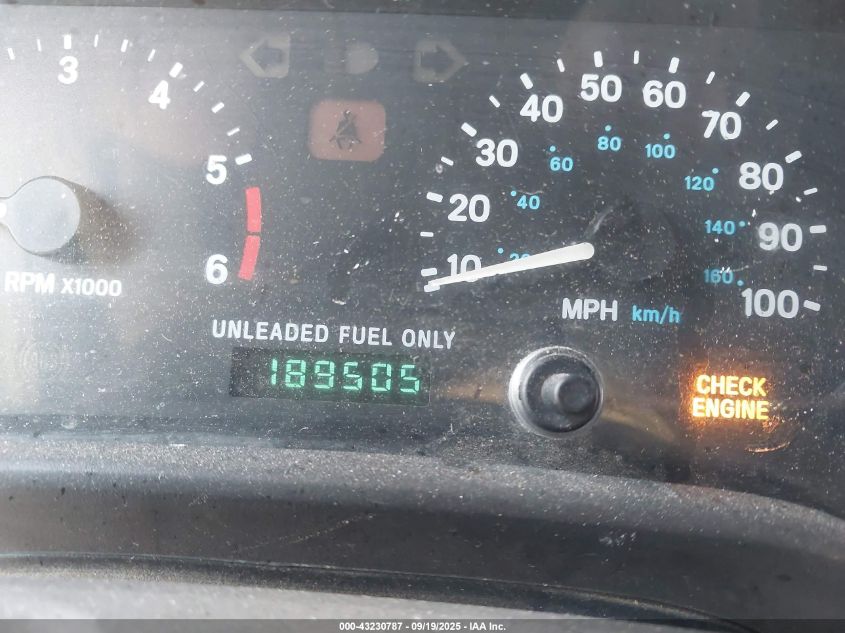 3
4
5
6
RPM X1000
10 20 30 40 50 60 70 80 90 100
40 60 80 100 120 140 160
MPH km/h
UNLEADED FUEL ONLY
189505
CHECK
ENGINE
000-43230787 - 09/19/2025 - IAA Inc.